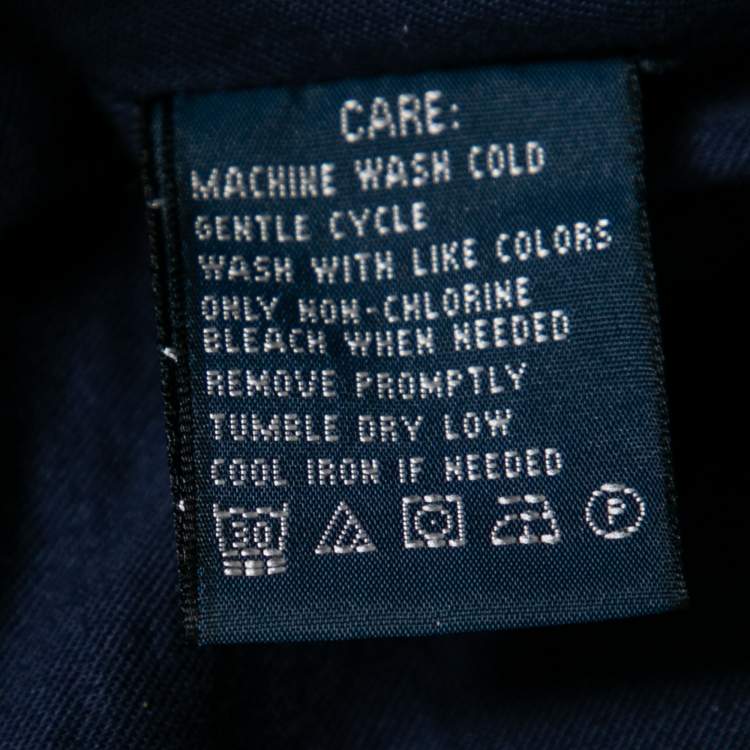 CARE:
MACHINE WASH COLD
GENTLE CYCLE
WASH WITH LIKE COLORS
ONLY NON-CHLORINE
BLEACH WHEN NEEDED
REMOVE PROMPTLY
TUMBLE DRY LOW
COOL IRON IF NEEDED
30 P